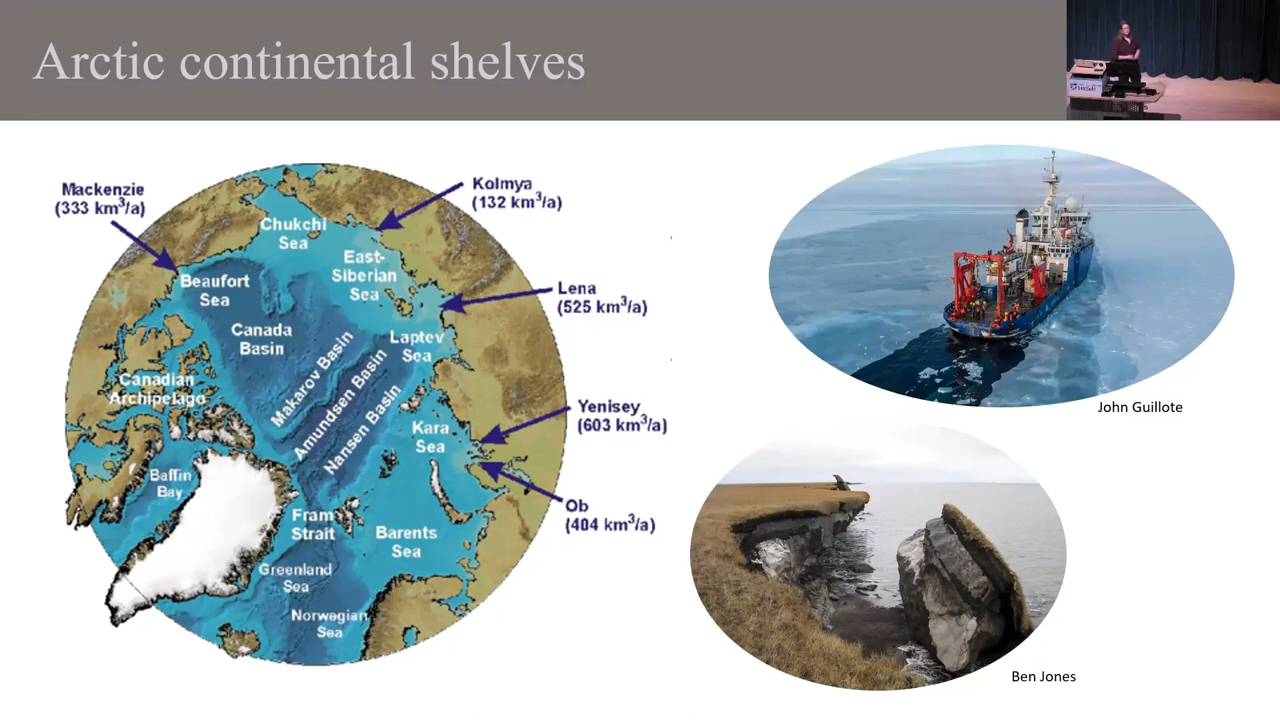 Arctic continental shelves
Mackenzie
(333 km³/a)
Kolmya
(132 km³/a)
Chukchi
Sea
East-
Siberian
Sea
Beaufort
Sea
Lena
(525 km³/a)
Canada
Basin
Laptev
Sea
Makarov Basin
Amundsen Basin
Nansen Basin
Canadian
Archipelago
Yenisey
(603 km³/a)
Kara
Sea
Baffin
Bay
Ob
(404 km³/a)
Fram
Strait
Barents
Sea
Greenland
Sea
Norwegian
Sea
John Guillote
Ben Jones